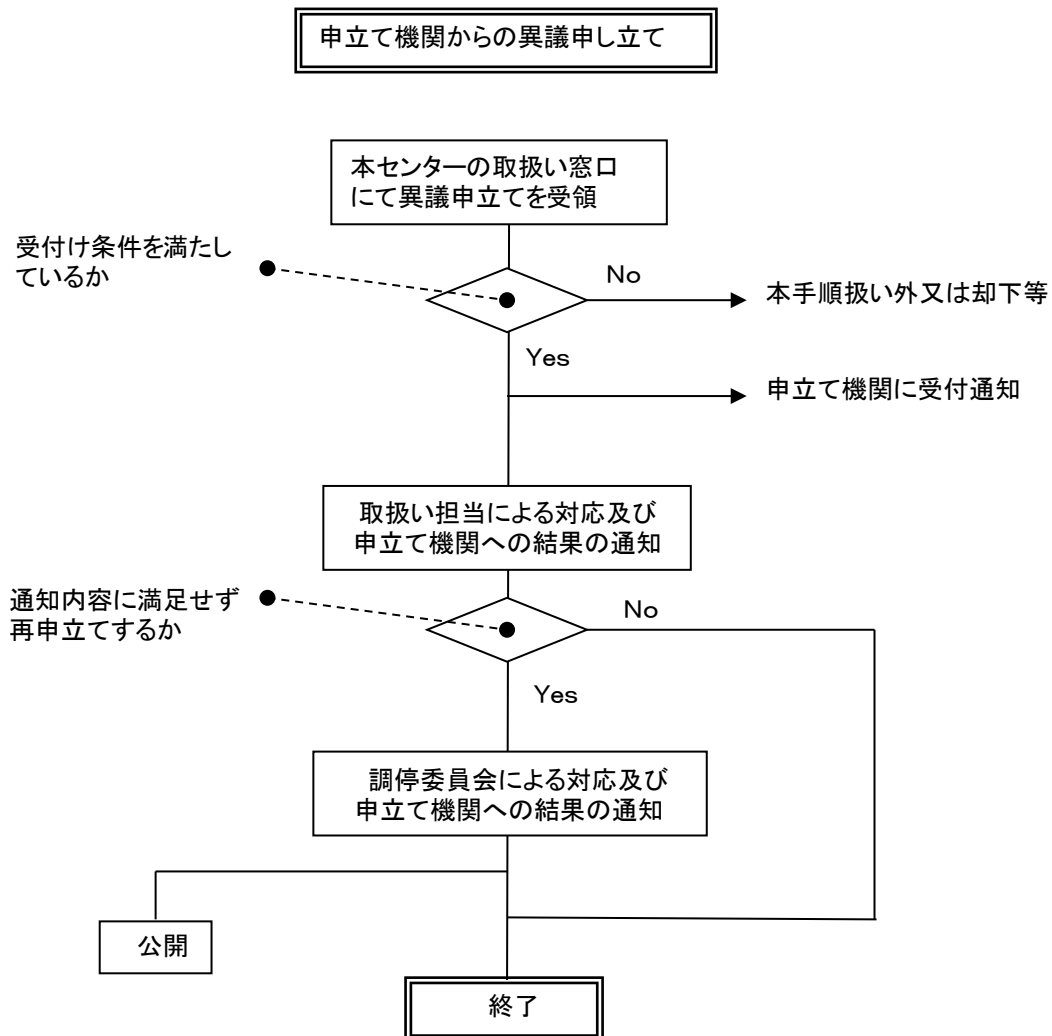 申立て機関からの異議申し立て
本センターの取扱い窓口
にて異議申立てを受領
受付け条件を満たし
ているか
No
本手順扱い外又は却下等
Yes
申立て機関に受付通知
取扱い担当による対応及び
申立て機関への結果の通知
通知内容に満足せず
再申立てするか
No
Yes
調停委員会による対応及び
申立て機関への結果の通知
公開
終了